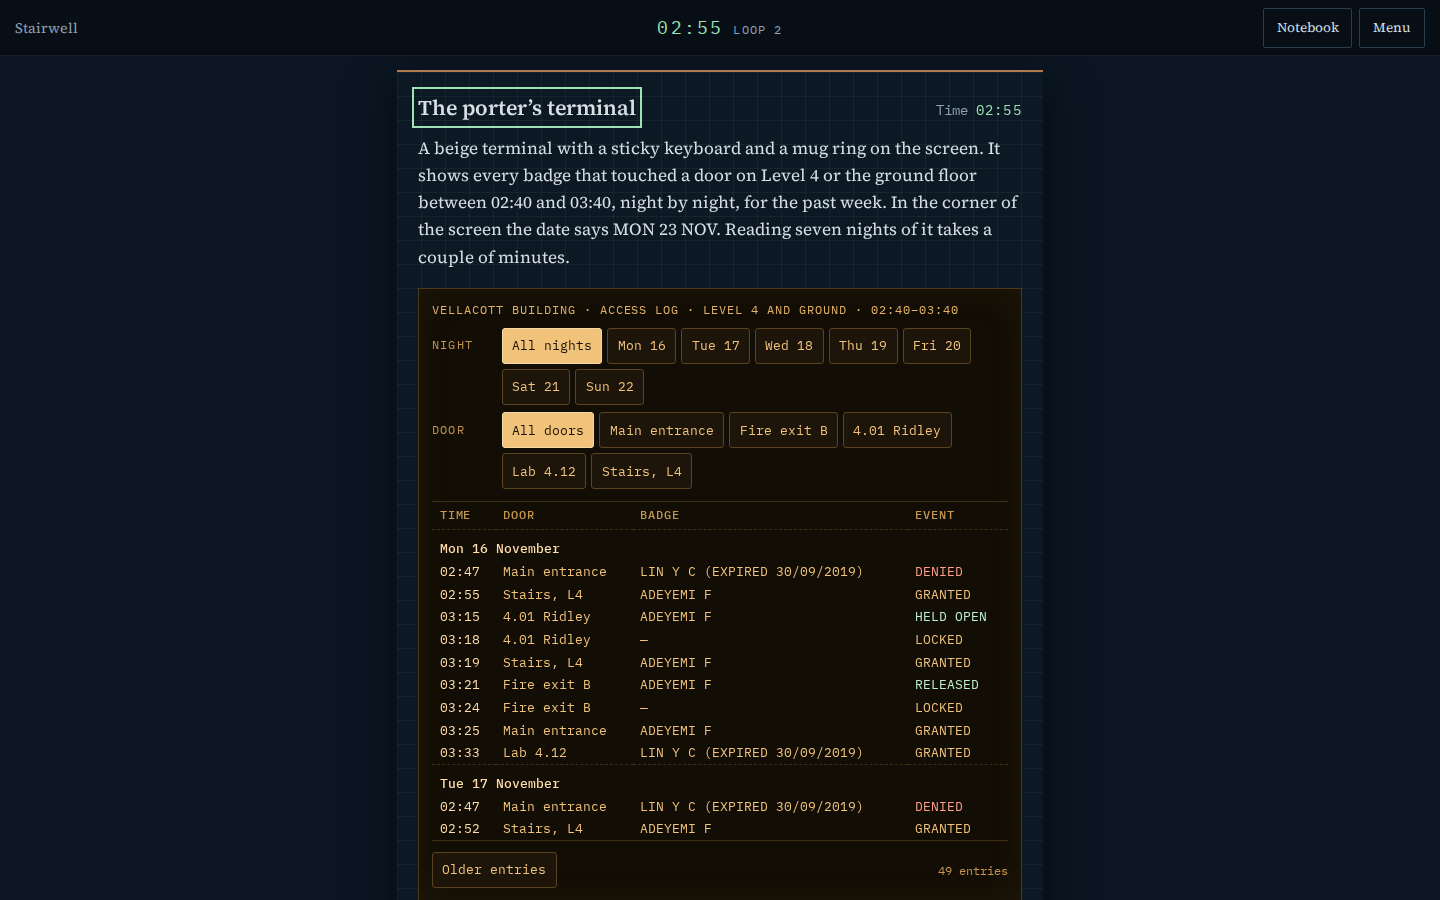 Stairwell
02:55 LOOP 2
Notebook
Menu
The porter’s terminal
Time 02:55
A beige terminal with a sticky keyboard and a mug ring on the screen. It
shows every badge that touched a door on Level 4 or the ground floor
between 02:40 and 03:40, night by night, for the past week. In the corner of
the screen the date says MON 23 NOV. Reading seven nights of it takes a
couple of minutes.
VELLACOTT BUILDING · ACCESS LOG · LEVEL 4 AND GROUND · 02:40–03:40
NIGHT All nights Mon 16 Tue 17 Wed 18 Thu 19 Fri 20
Sat 21 Sun 22
DOOR All doors Main entrance Fire exit B 4.01 Ridley
Lab 4.12 Stairs, L4
TIME DOOR BADGE EVENT
Mon 16 November
02:47 Main entrance LIN Y C (EXPIRED 30/09/2019) DENIED
02:55 Stairs, L4 ADEYEMI F GRANTED
03:15 4.01 Ridley ADEYEMI F HELD OPEN
03:18 4.01 Ridley — LOCKED
03:19 Stairs, L4 ADEYEMI F GRANTED
03:21 Fire exit B ADEYEMI F RELEASED
03:24 Fire exit B — LOCKED
03:25 Main entrance ADEYEMI F GRANTED
03:33 Lab 4.12 LIN Y C (EXPIRED 30/09/2019) GRANTED
Tue 17 November
02:47 Main entrance LIN Y C (EXPIRED 30/09/2019) DENIED
02:52 Stairs, L4 ADEYEMI F GRANTED
Older entries 49 entries